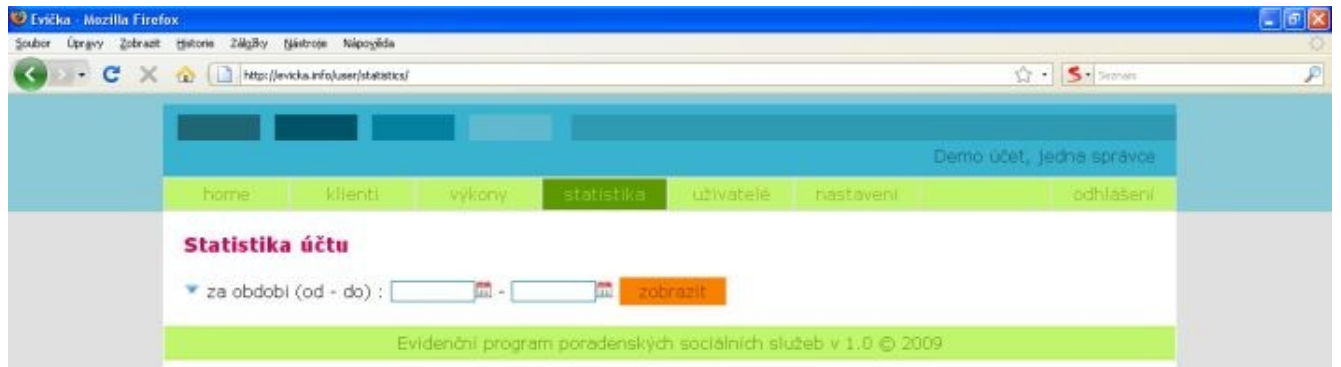 Evička - Mozilla Firefox
Soubor Úpravy Zobrazit Historie Záložky Nástroje Nápověda
http://evicka.info/user/statistics/ Seznam
Demo účet, jedna správce
home klienti výkony statistika uživatelé nastavení odhlášení
Statistika účtu
za období (od - do) : - zobrazit
Evidenční program poradenských sociálních služeb v 1.0 © 2009